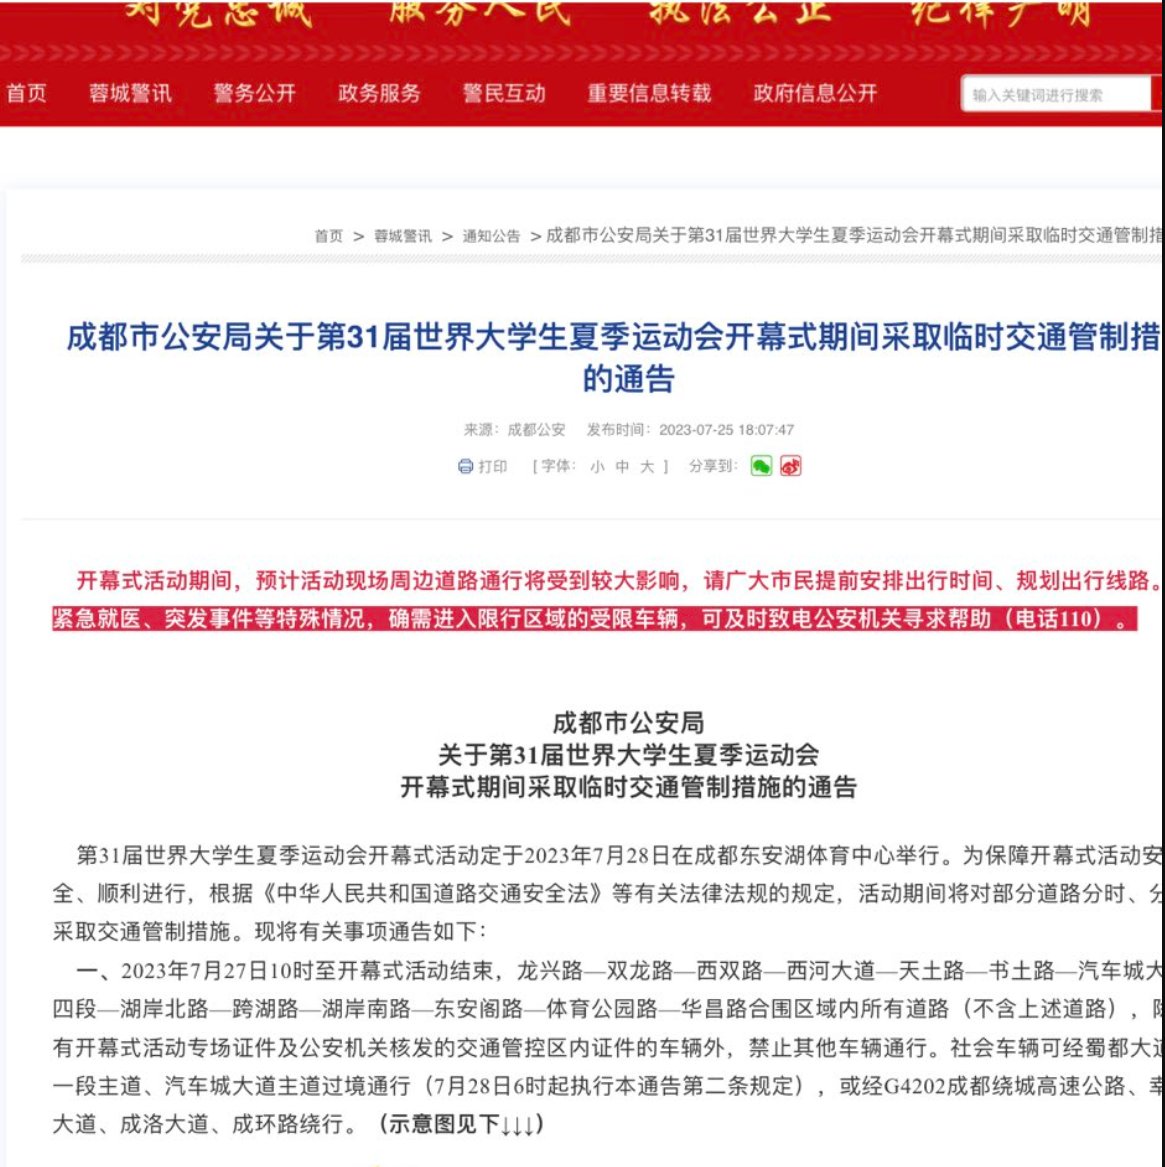 对党忠诚 服务人民 执法公正 纪律严明
首页 蓉城警讯 警务公开 政务服务 警民互动 重要信息转载 政府信息公开 输入关键词进行搜索
首页 > 蓉城警讯 > 通知公告 > 成都市公安局关于第31届世界大学生夏季运动会开幕式期间采取临时交通管制措
成都市公安局关于第31届世界大学生夏季运动会开幕式期间采取临时交通管制措
的通告
来源：成都公安 发布时间：2023-07-25 18:07:47
打印 [ 字体： 小 中 大 ] 分享到：
开幕式活动期间，预计活动现场周边道路通行将受到较大影响，请广大市民提前安排出行时间、规划出行线路。
紧急就医、突发事件等特殊情况，确需进入限行区域的受限车辆，可及时致电公安机关寻求帮助（电话110）。
成都市公安局
关于第31届世界大学生夏季运动会
开幕式期间采取临时交通管制措施的通告
第31届世界大学生夏季运动会开幕式活动定于2023年7月28日在成都东安湖体育中心举行。为保障开幕式活动安
全、顺利进行，根据《中华人民共和国道路交通安全法》等有关法律法规的规定，活动期间将对部分道路分时、分
采取交通管制措施。现将有关事项通告如下：
一、2023年7月27日10时至开幕式活动结束，龙兴路—双龙路—西双路—西河大道—天土路—书土路—汽车城大
四段—湖岸北路—跨湖路—湖岸南路—东安阁路—体育公园路—华昌路合围区域内所有道路（不含上述道路），除
有开幕式活动专场证件及公安机关核发的交通管控区内证件的车辆外，禁止其他车辆通行。社会车辆可经蜀都大道
一段主道、汽车城大道主道过境通行（7月28日6时起执行本通告第二条规定），或经G4202成都绕城高速公路、
大道、成洛大道、成环路绕行。（示意图见下↓↓↓）